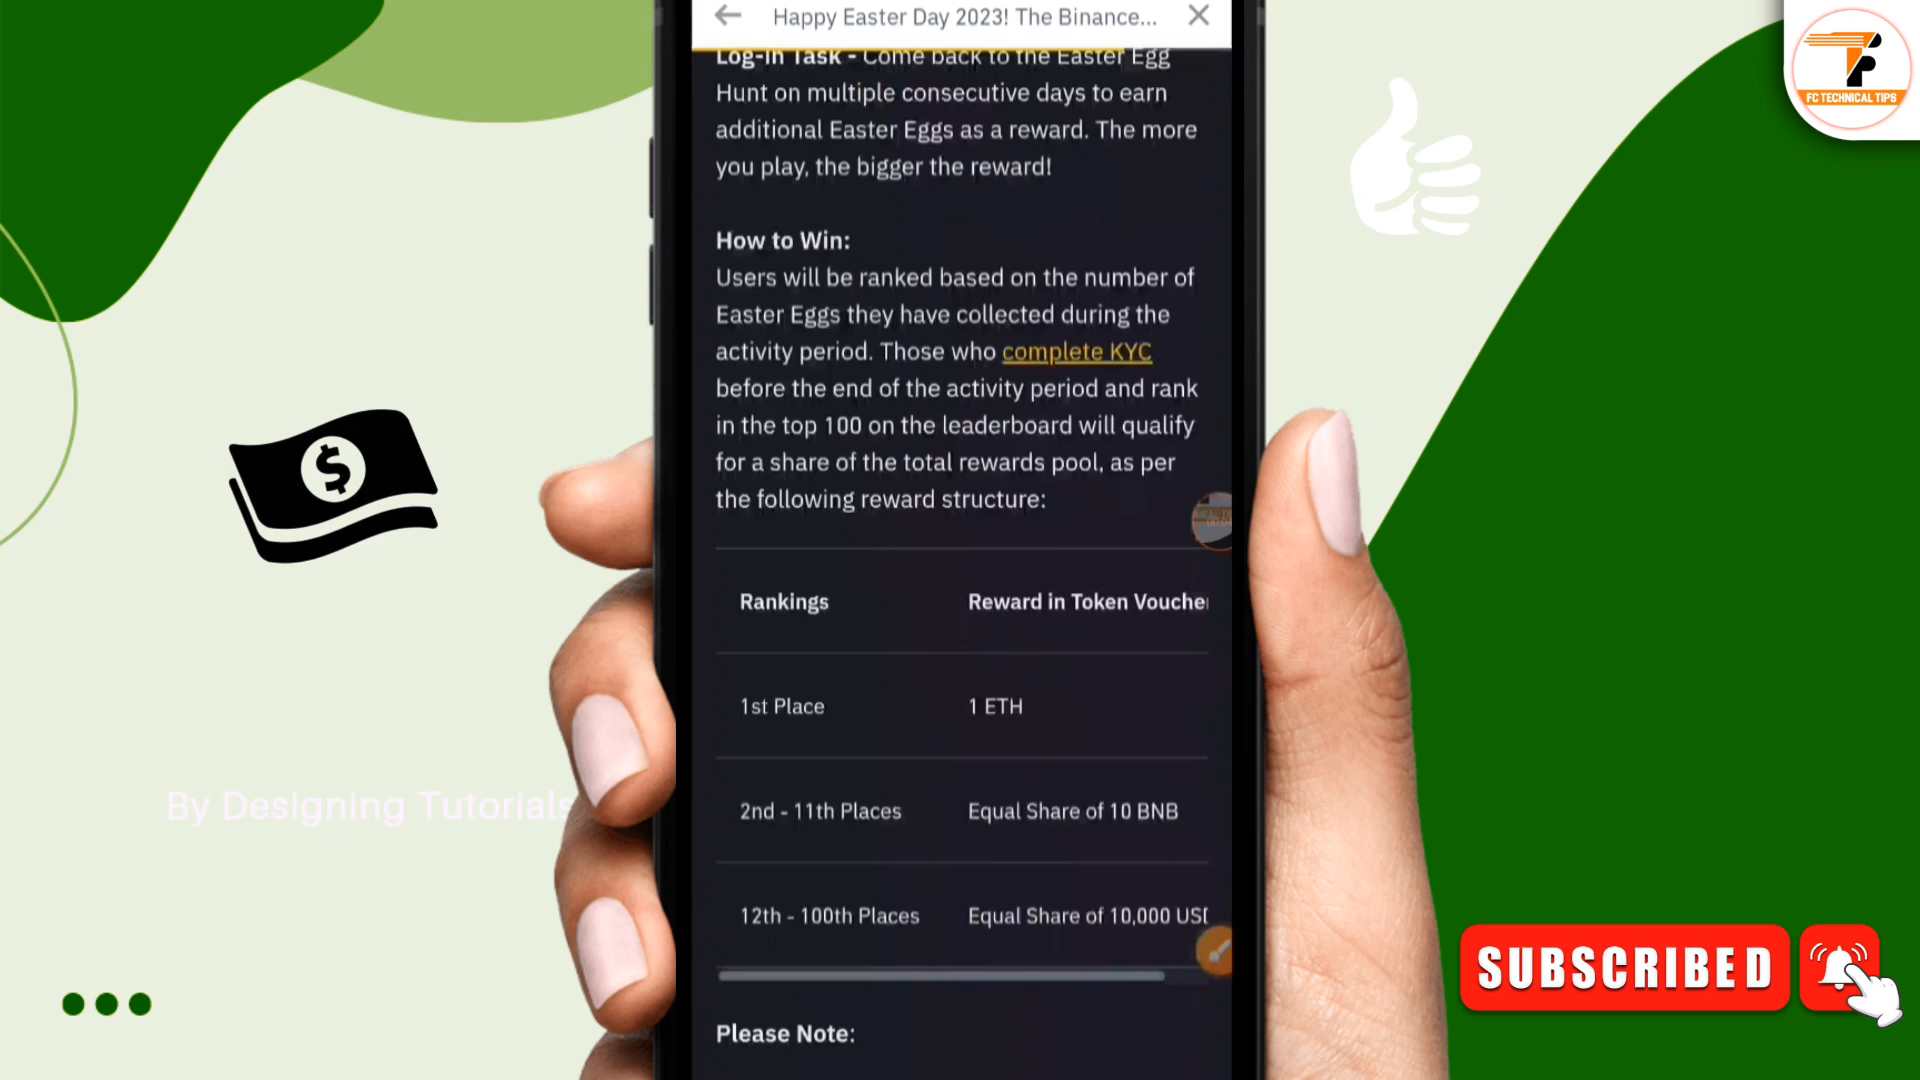 Happy Easter Day 2023! The Binance...
Log-In Task - Come back to the Easter Egg
Hunt on multiple consecutive days to earn
additional Easter Eggs as a reward. The more
you play, the bigger the reward!
How to Win:
Users will be ranked based on the number of
Easter Eggs they have collected during the
activity period. Those who complete KYC
before the end of the activity period and rank
in the top 100 on the leaderboard will qualify
for a share of the total rewards pool, as per
the following reward structure:
Rankings Reward in Token Voucher
1st Place 1 ETH
2nd - 11th Places Equal Share of 10 BNB
12th - 100th Places Equal Share of 10,000
Please Note:
By Designing Tutorials
FC TECHNICAL TIPS
SUBSCRIBED